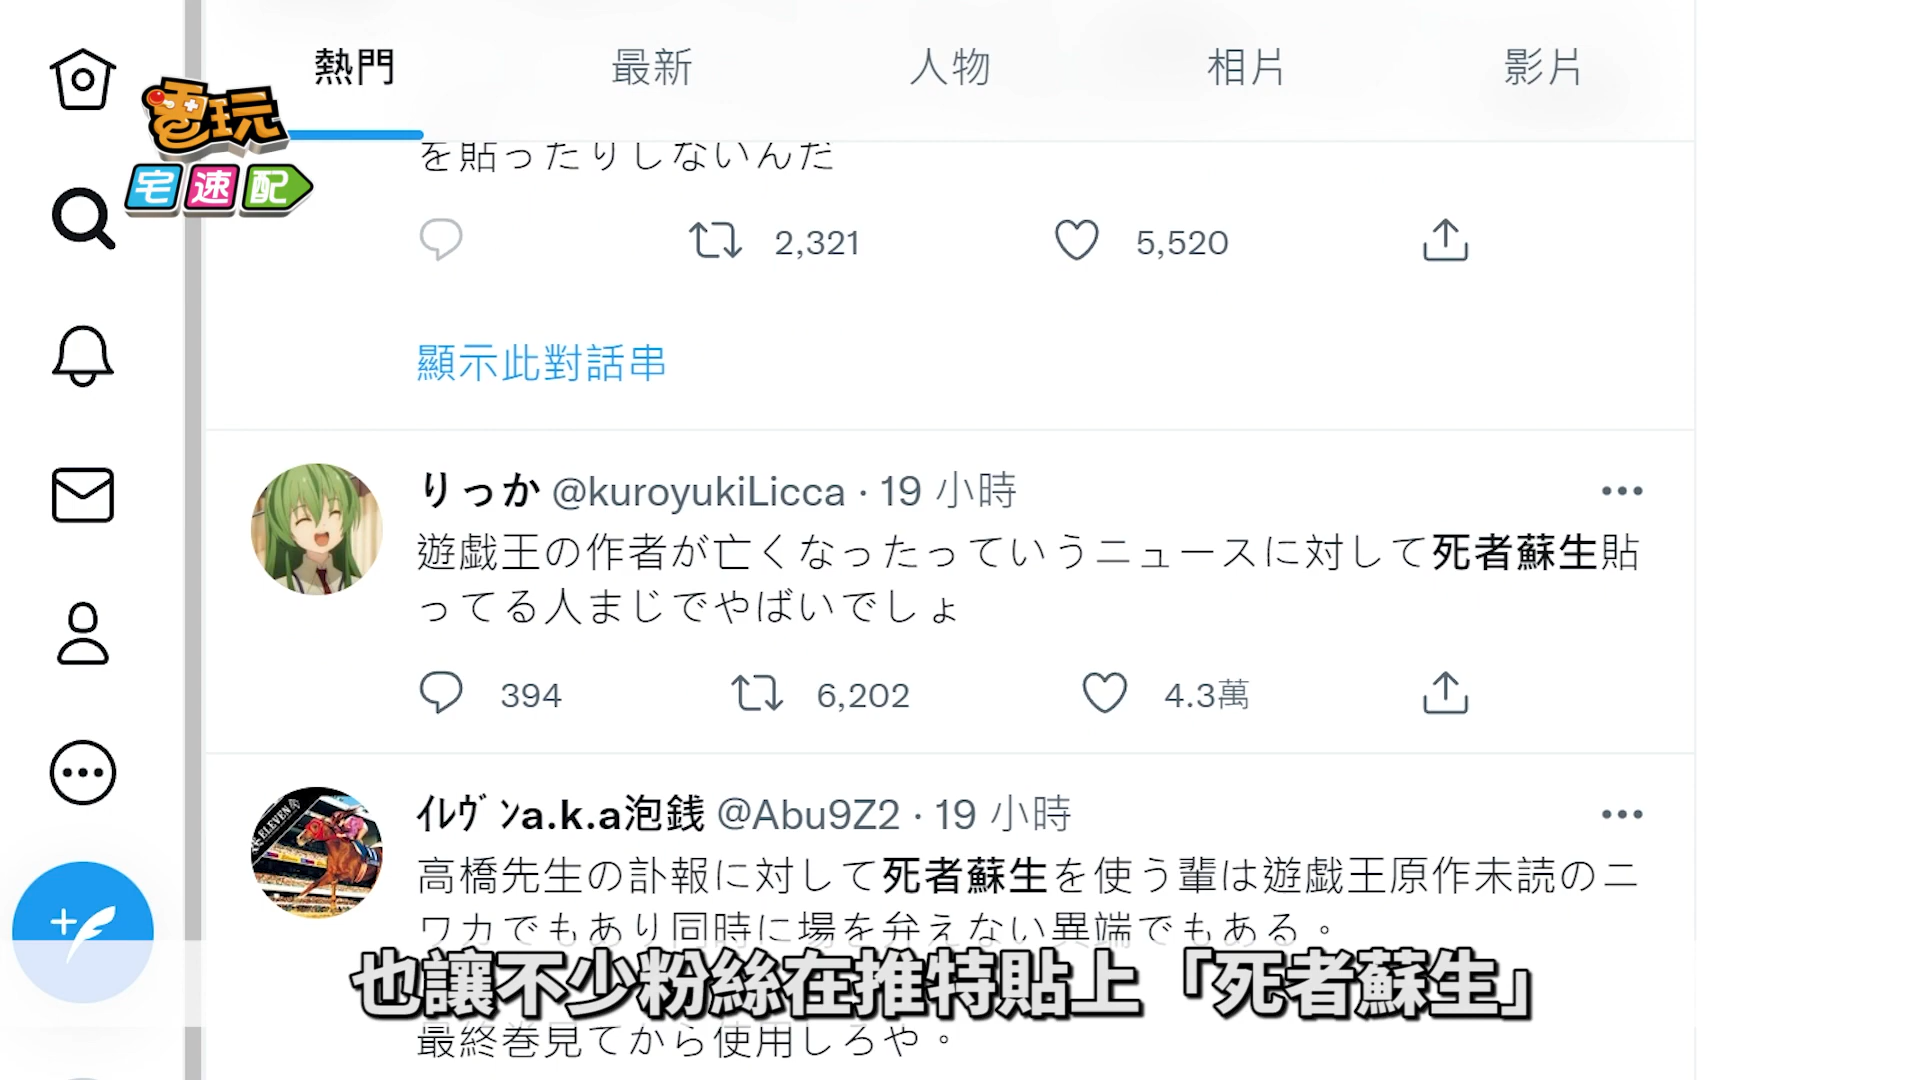 熱門 最新 人物 相片 影片
電玩
宅速配
を貼ったりしないんだ
2,321 5,520
顯示此對話串
りっか @kuroyukiLicca · 19 小時
遊戯王の作者が亡くなったっていうニュースに対して死者蘇生貼
ってる人まじでやばいでしょ
394 6,202 4.3萬
ｲﾚｳﾞﾝa.k.a泡銭 @Abu9Z2 · 19 小時
高橋先生の訃報に対して死者蘇生を使う輩は遊戯王原作未読のニ
ワカでもあり同時に場を弁えない異端でもある。
也讓不少粉絲在推特貼上「死者蘇生」
最終巻見てから使用しろや。